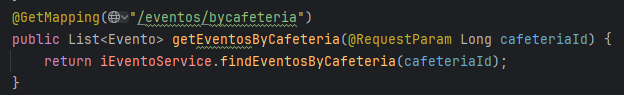 @GetMapping("/eventos/bycafeteria")
public List<Evento> getEventosByCafeteria(@RequestParam Long cafeteriaId) {
    return iEventoService.findEventosByCafeteria(cafeteriaId);
}